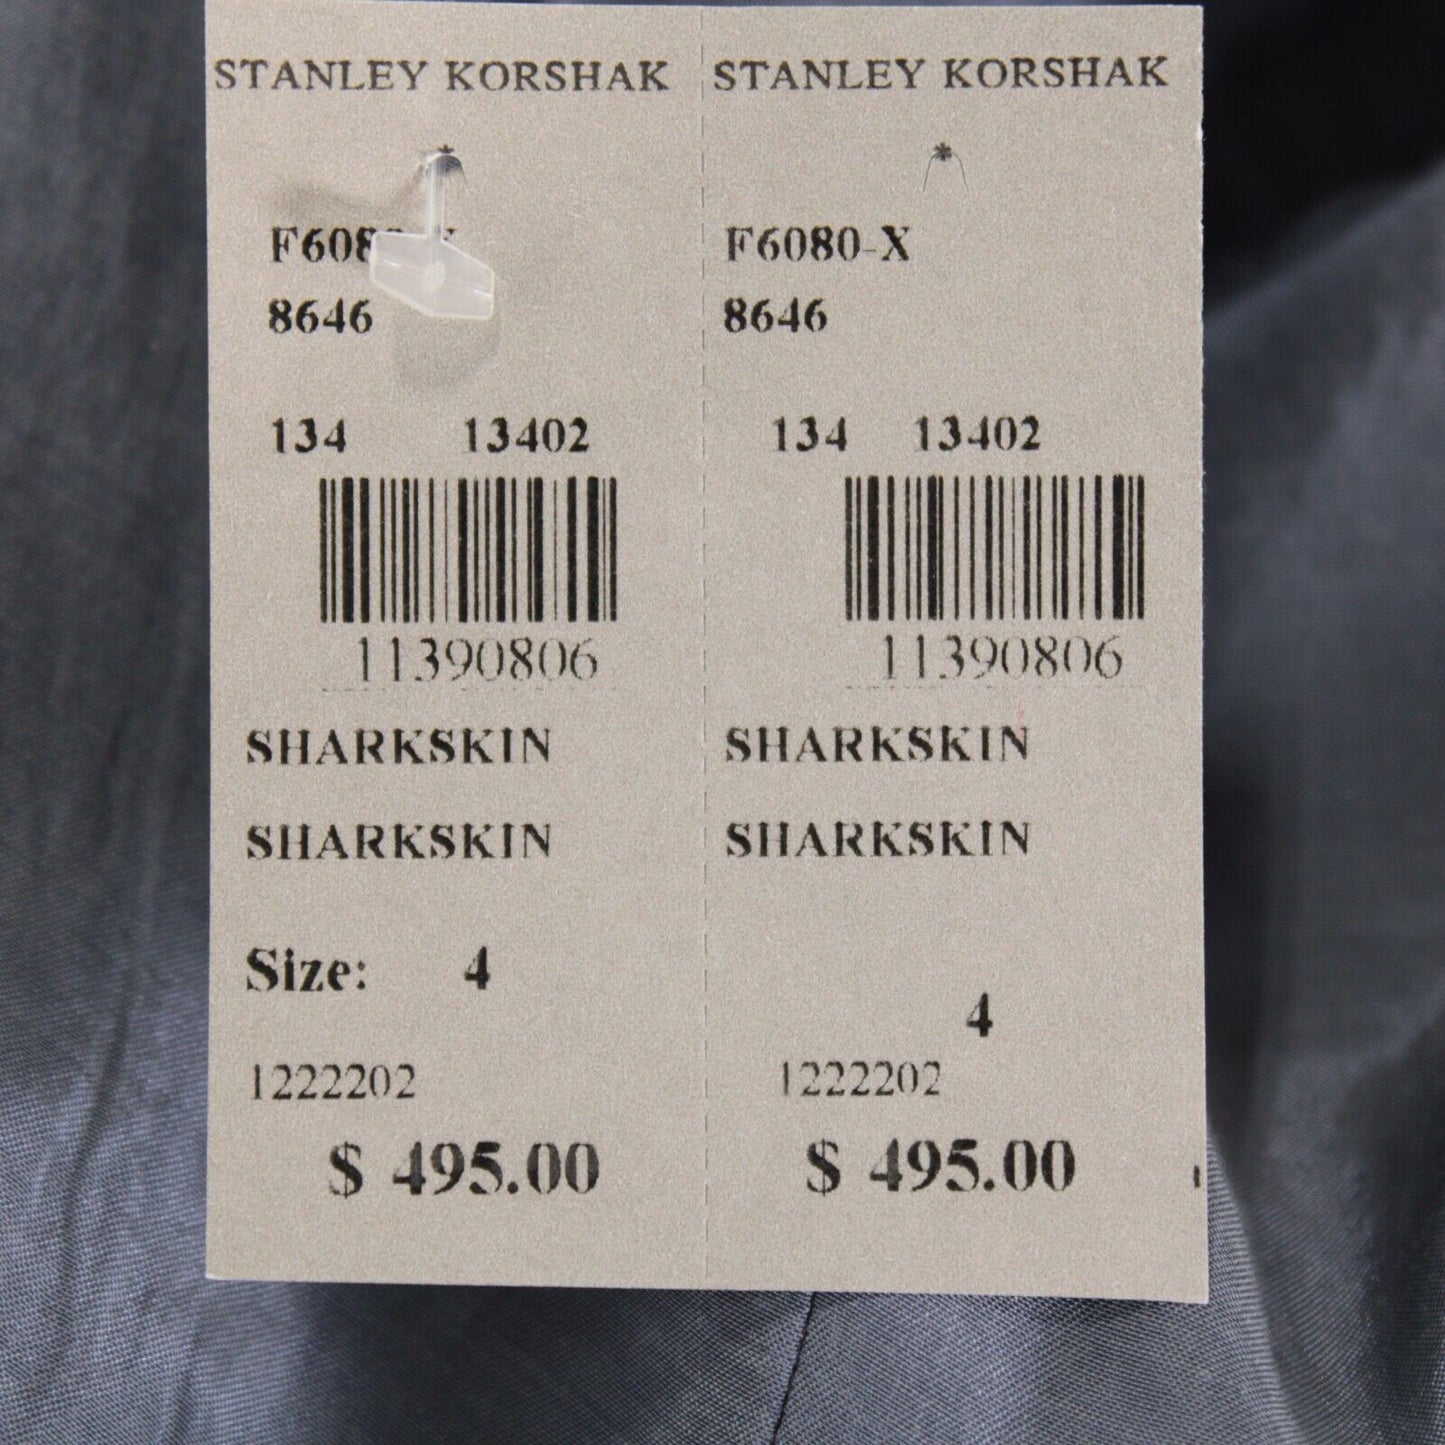 STANLEY KORSHAK
*
8646
134 13402
11390806
SHARKSKIN
SHARKSKIN
Size: 4
1222202
$ 495.00
STANLEY KORSHAK
*
F6080-X
8646
134 13402
11390806
SHARKSKIN
SHARKSKIN
4
1222202
$ 495.00